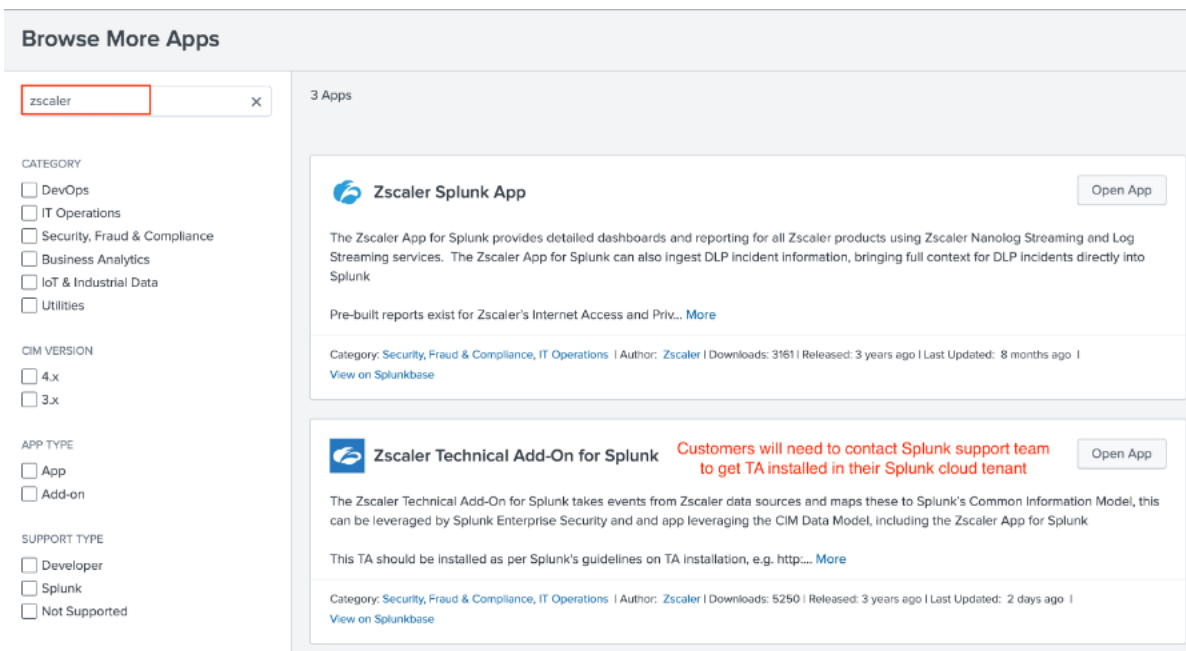 Browse More Apps
zscaler
3 Apps
CATEGORY
DevOps
IT Operations
Security, Fraud & Compliance
Business Analytics
IoT & Industrial Data
Utilities
CIM VERSION
4.x
3.x
APP TYPE
App
Add-on
SUPPORT TYPE
Developer
Splunk
Not Supported
Zscaler Splunk App
Open App
The Zscaler App for Splunk provides detailed dashboards and reporting for all Zscaler products using Zscaler Nanolog Streaming and Log
Streaming services. The Zscaler App for Splunk can also ingest DLP incident information, bringing full context for DLP incidents directly into
Splunk
Pre-built reports exist for Zscaler's Internet Access and Priv... More
Category: Security, Fraud & Compliance, IT Operations | Author: Zscaler | Downloads: 3161 | Released: 3 years ago | Last Updated: 8 months ago |
View on Splunkbase
Zscaler Technical Add-On for Splunk
Customers will need to contact Splunk support team
to get TA installed in their Splunk cloud tenant
Open App
The Zscaler Technical Add-On for Splunk takes events from Zscaler data sources and maps these to Splunk's Common Information Model, this
can be leveraged by Splunk Enterprise Security and and app leveraging the CIM Data Model, including the Zscaler App for Splunk
This TA should be installed as per Splunk's guidelines on TA installation, e.g. http:... More
Category: Security, Fraud & Compliance, IT Operations | Author: Zscaler | Downloads: 5250 | Released: 3 years ago | Last Updated: 2 days ago |
View on Splunkbase